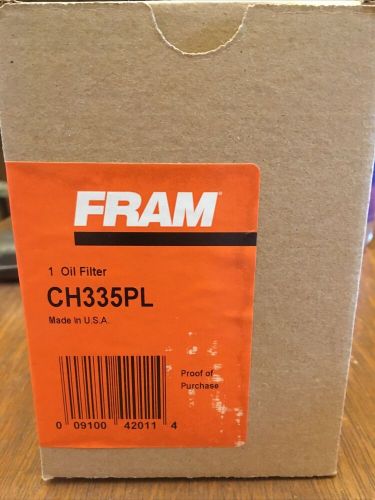 FRAM
1 Oil Filter
CH335PL
Made in U.S.A.
Proof of
Purchase
0 09100 42011 4